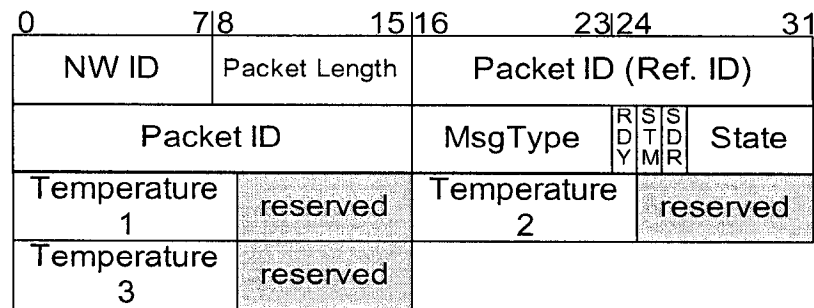 0 7|8 15|16 23|24 31
NW ID Packet Length Packet ID (Ref. ID)
Packet ID MsgType RDY STM SDR State
Temperature 1 reserved Temperature 2 reserved
Temperature 3 reserved